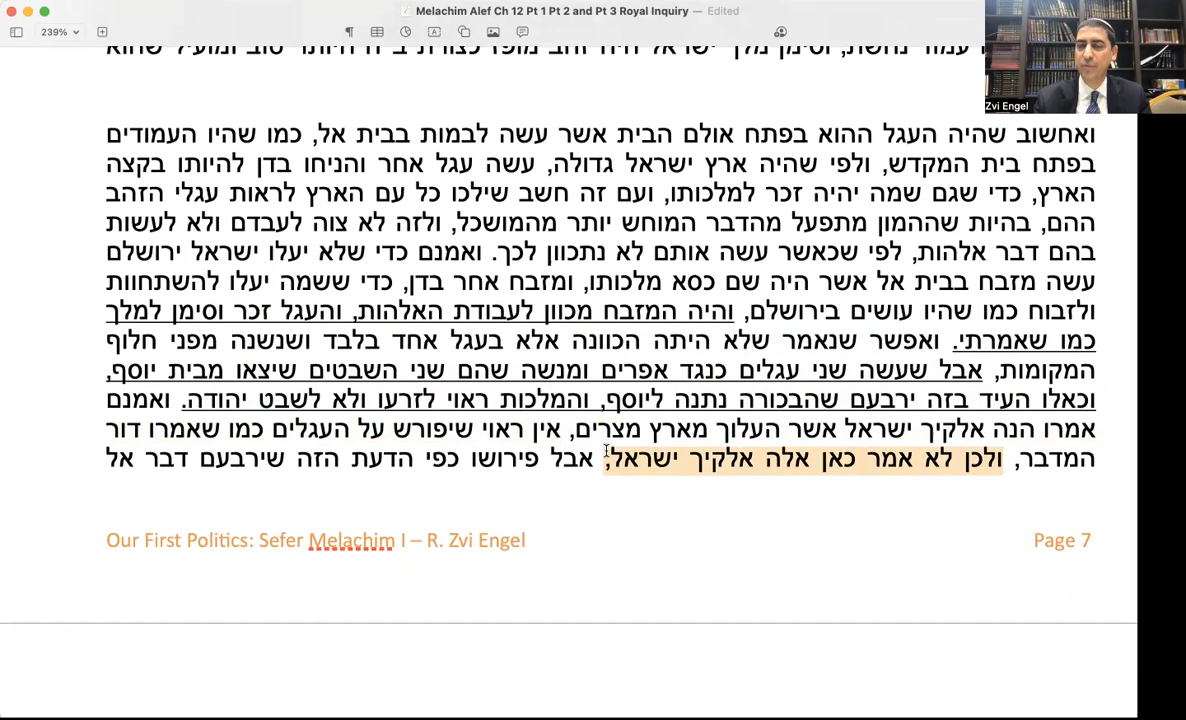 Melachim Alef Ch 12 Pt 1 Pt 2 and Pt 3 Royal Inquiry — Edited
239%
Zvi Engel
ואחשוב שהיה העגל ההוא בפתח אולם הבית אשר עשה לבמות בבית אל, כמו שהיו העמודים
בפתח בית המקדש, ולפי שהיה ארץ ישראל גדולה, עשה עגל אחר והניחו בדן להיותו בקצה
הארץ, כדי שגם שמה יהיה זכר למלכותו, ועם זה חשב שילכו כל עם הארץ לראות עגלי הזהב
ההם, בהיות שההמון מתפעל מהדבר המוחש יותר מהמושכל, ולזה לא צוה לעבדם ולא לעשות
בהם דבר אלהות, לפי שכאשר עשה אותם לא נתכוון לכך. ואמנם כדי שלא יעלו ישראל ירושלם
עשה מזבח בבית אל אשר היה שם כסא מלכותו, ומזבח אחר בדן, כדי ששמה יעלו להשתחוות
ולזבוח כמו שהיו עושים בירושלם, והיה המזבח מכוון לעבודת האלהות, והעגל זכר וסימן למלך
כמו שאמרתי. ואפשר שנאמר שלא היתה הכוונה אלא בעגל אחד בלבד ושנשנה מפני חלוף
המקומות, אבל שעשה שני עגלים כנגד אפרים ומנשה שהם שני השבטים שיצאו מבית יוסף,
וכאלו העיד בזה ירבעם שהבכורה נתנה ליוסף, והמלכות ראוי לזרעו ולא לשבט יהודה. ואמנם
אמרו הנה אלקיך ישראל אשר העלוך מארץ מצרים, אין ראוי שיפורש על העגלים כמו שאמרו דור
המדבר, ולכן לא אמר כאן אלה אלקיך ישראל, אבל פירושו כפי הדעת הזה שירבעם דבר אל
Our First Politics: Sefer Melachim I – R. Zvi Engel
Page 7